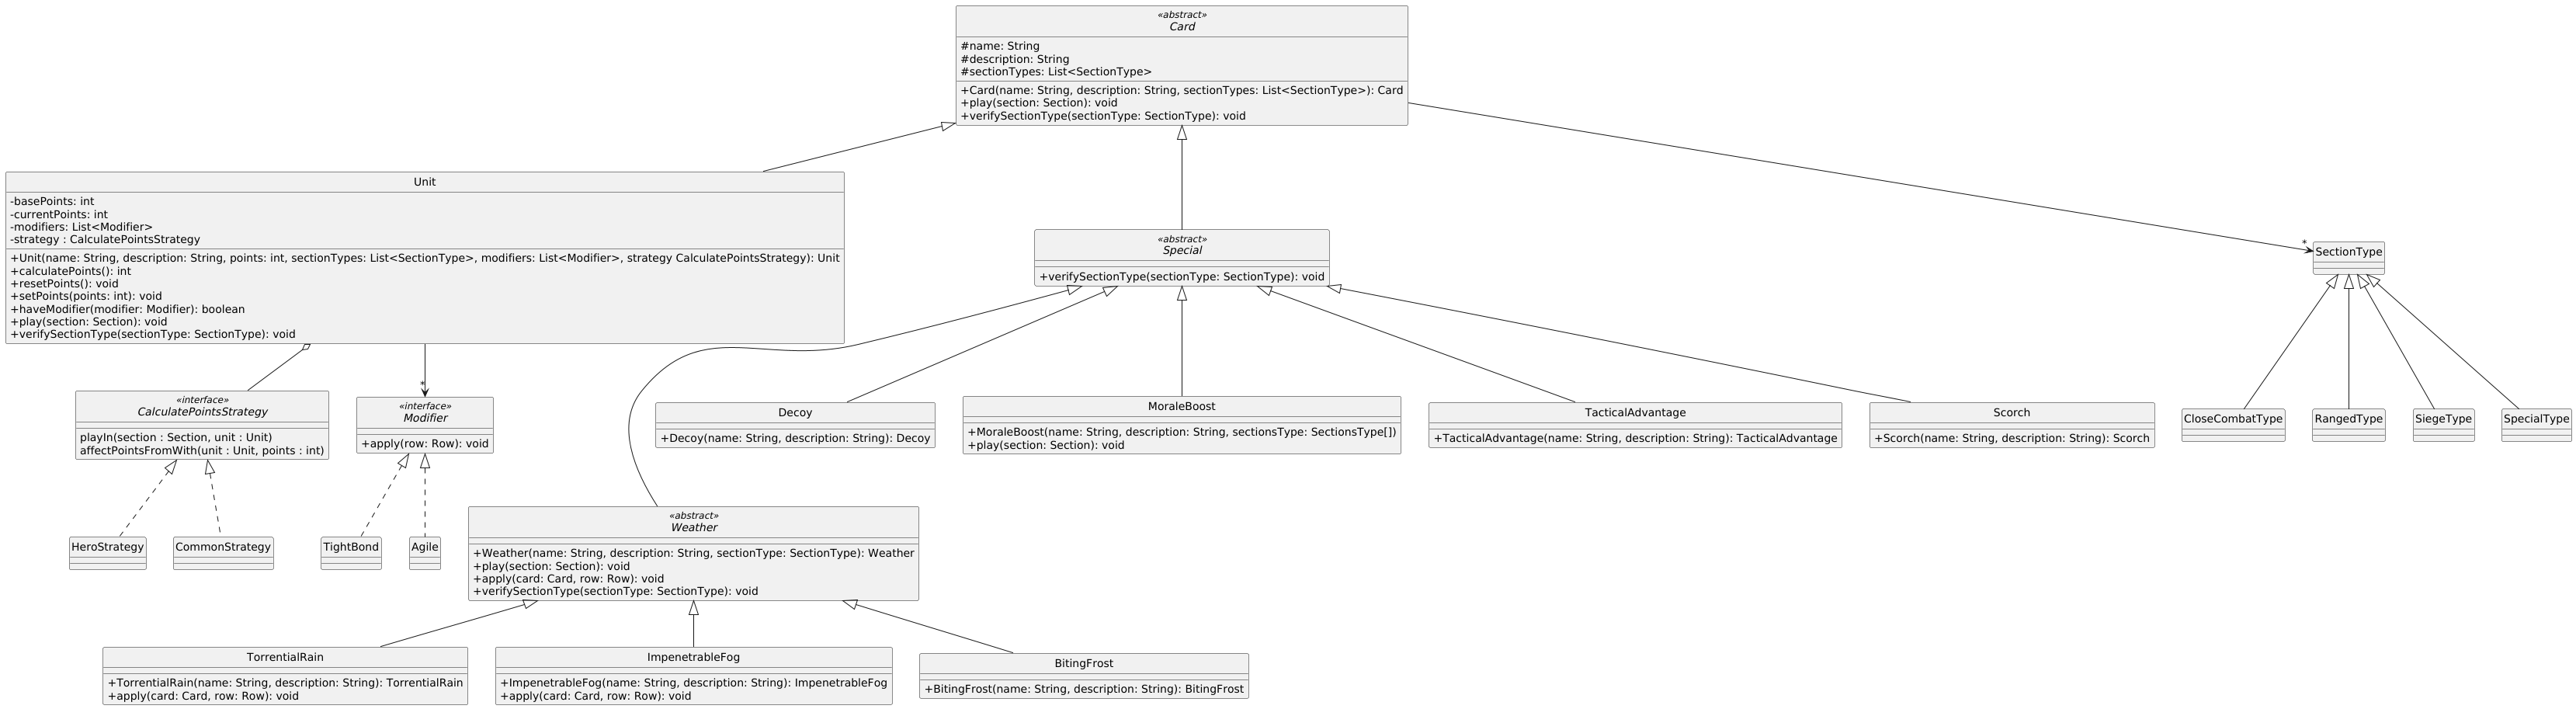 «abstract»
Card
#name: String
#description: String
#sectionTypes: List<SectionType>
+Card(name: String, description: String, sectionTypes: List<SectionType>): Card
+play(section: Section): void
+verifySectionType(sectionType: SectionType): void
Unit
-basePoints: int
-currentPoints: int
-modifiers: List<Modifier>
-strategy : CalculatePointsStrategy
+Unit(name: String, description: String, points: int, sectionTypes: List<SectionType>, modifiers: List<Modifier>, strategy CalculatePointsStrategy): Unit
+calculatePoints(): int
+resetPoints(): void
+setPoints(points: int): void
+haveModifier(modifier: Modifier): boolean
+play(section: Section): void
+verifySectionType(sectionType: SectionType): void
«abstract»
Special
+verifySectionType(sectionType: SectionType): void
*
SectionType
*
«interface»
CalculatePointsStrategy
playIn(section : Section, unit : Unit)
affectPointsFromWith(unit : Unit, points : int)
«interface»
Modifier
+apply(row: Row): void
Decoy
+Decoy(name: String, description: String): Decoy
MoraleBoost
+MoraleBoost(name: String, description: String, sectionsType: SectionsType[])
+play(section: Section): void
TacticalAdvantage
+TacticalAdvantage(name: String, description: String): TacticalAdvantage
Scorch
+Scorch(name: String, description: String): Scorch
CloseCombatType
RangedType
SiegeType
SpecialType
HeroStrategy
CommonStrategy
TightBond
Agile
«abstract»
Weather
+Weather(name: String, description: String, sectionType: SectionType): Weather
+play(section: Section): void
+apply(card: Card, row: Row): void
+verifySectionType(sectionType: SectionType): void
TorrentialRain
+TorrentialRain(name: String, description: String): TorrentialRain
+apply(card: Card, row: Row): void
ImpenetrableFog
+ImpenetrableFog(name: String, description: String): ImpenetrableFog
+apply(card: Card, row: Row): void
BitingFrost
+BitingFrost(name: String, description: String): BitingFrost